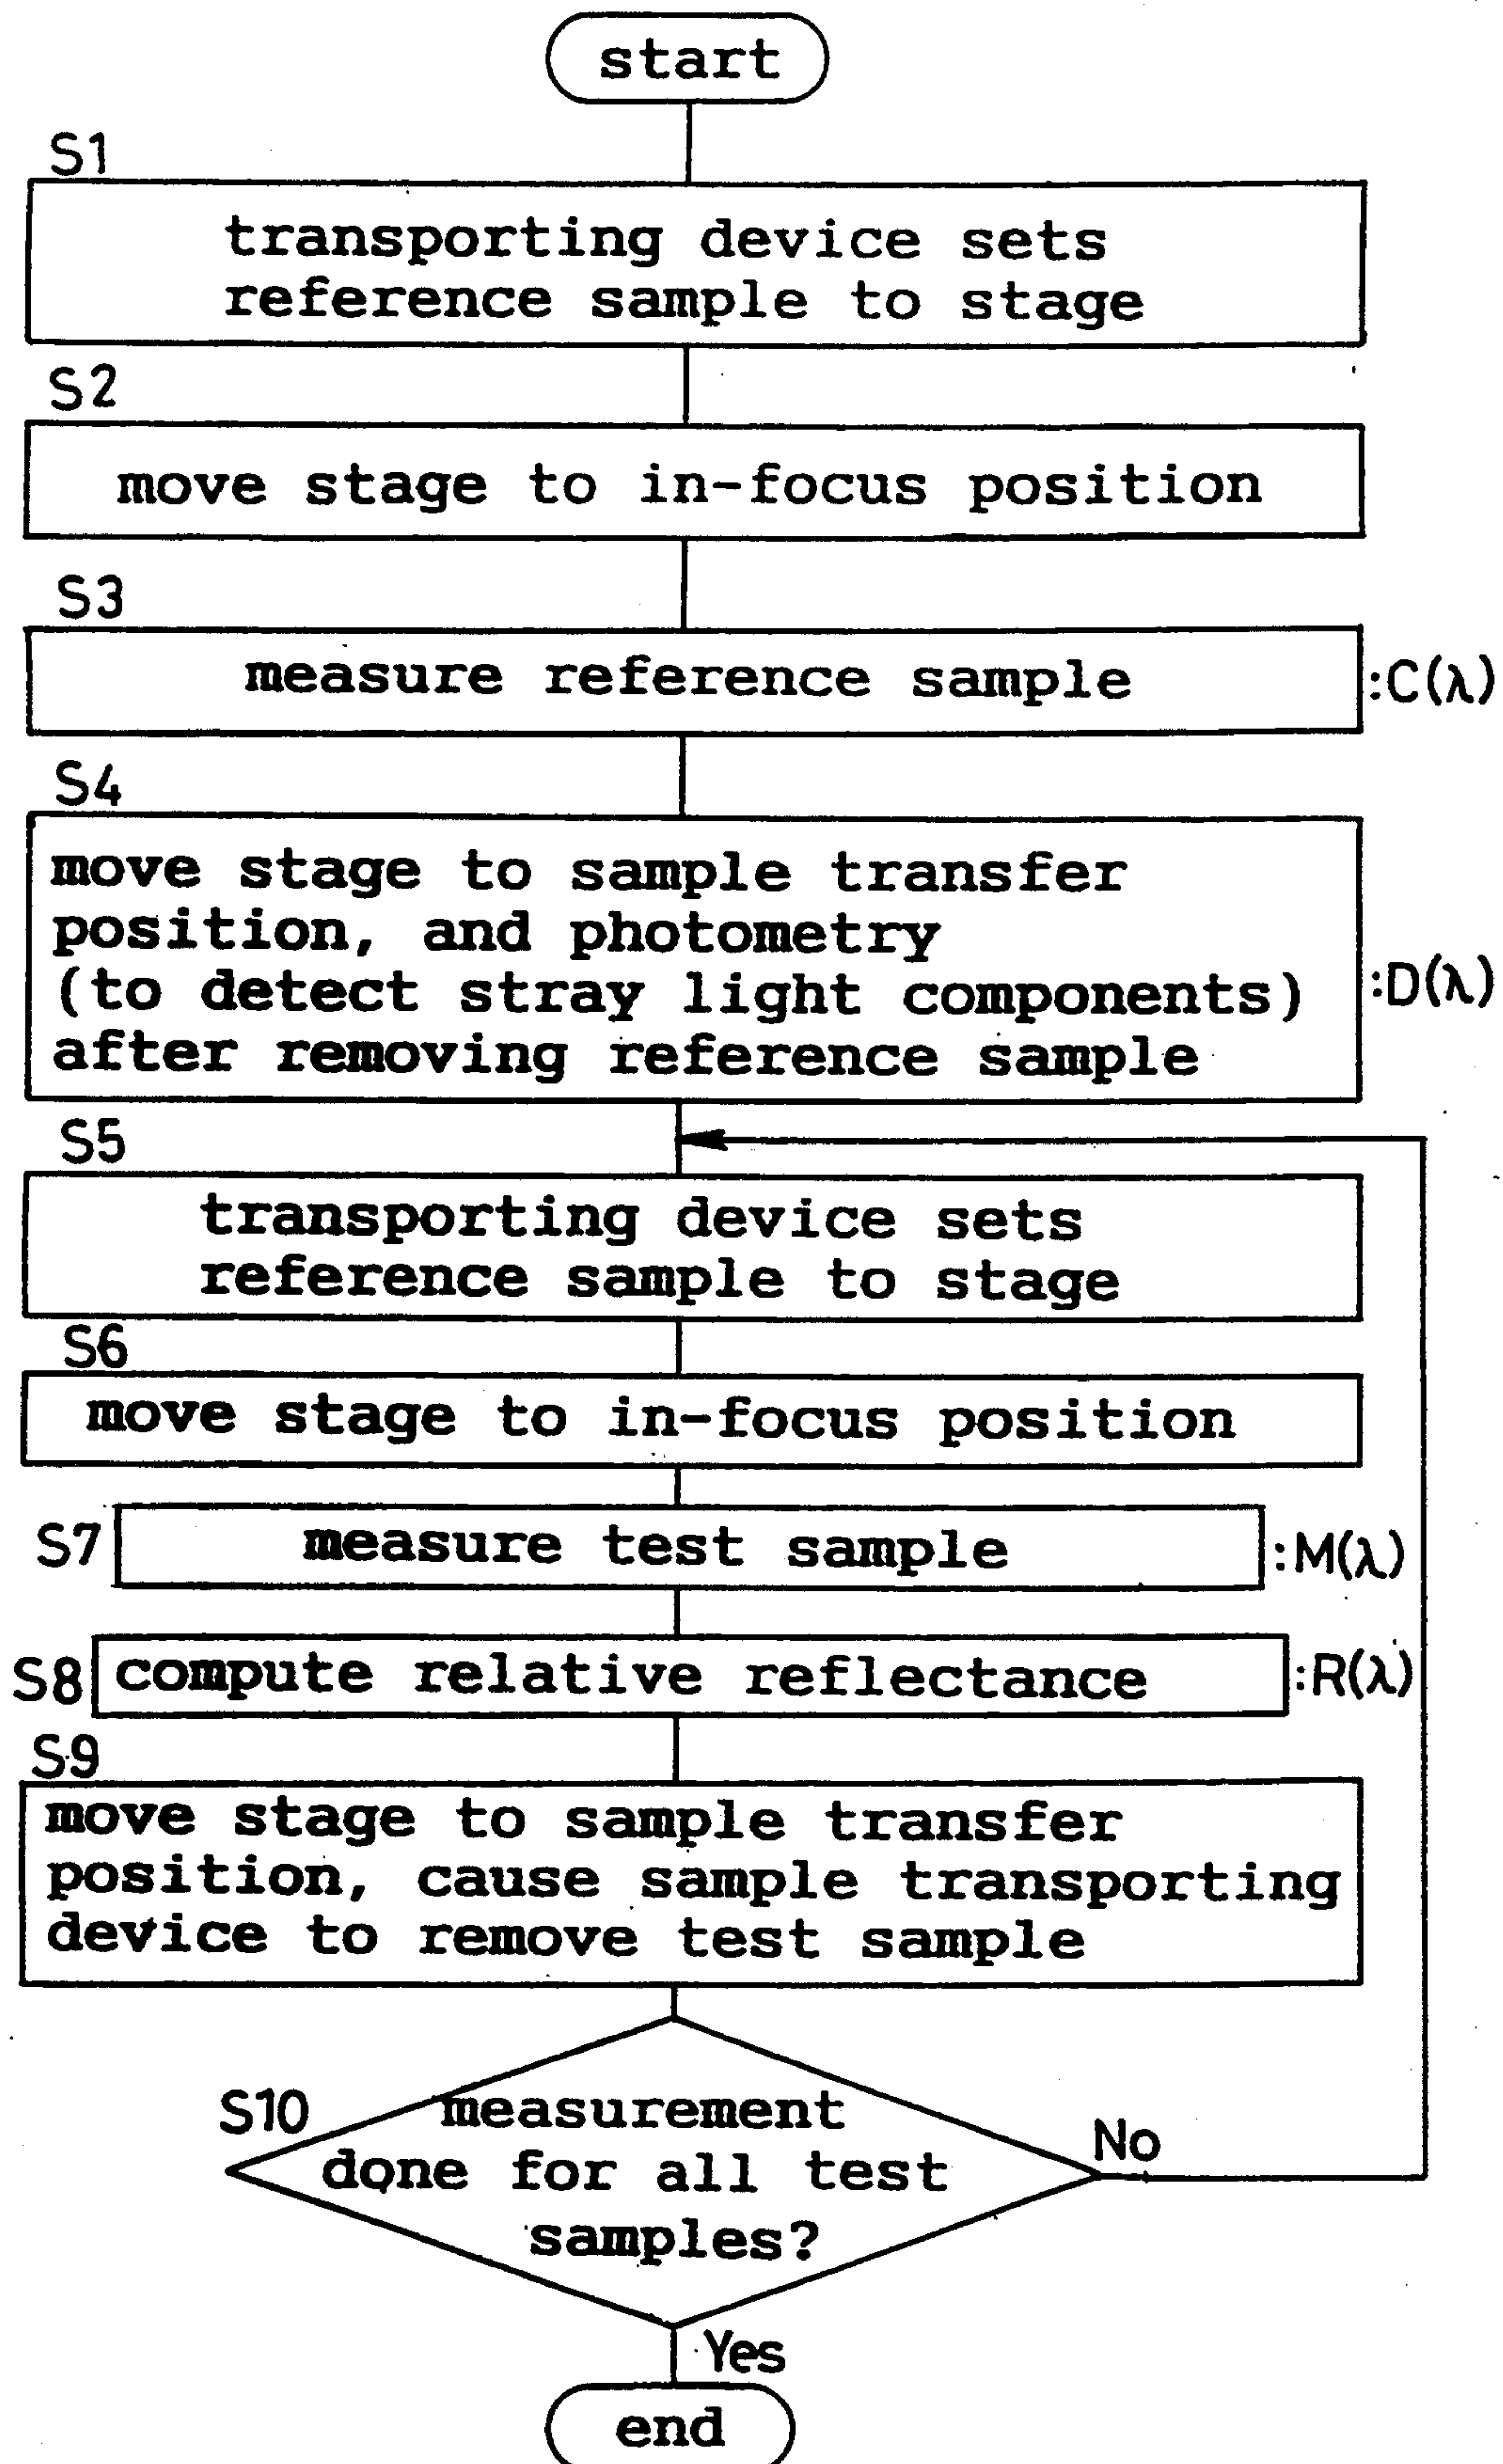 start
S1
transporting device sets
reference sample to stage
S2
move stage to in-focus position
S3
measure reference sample
:C(λ)
S4
move stage to sample transfer
position, and photometry
(to detect stray light components)
after removing reference sample
:D(λ)
S5
transporting device sets
reference sample to stage
S6
move stage to in-focus position
S7
measure test sample
:M(λ)
S8
compute relative reflectance
:R(λ)
S9
move stage to sample transfer
position, cause sample transporting
device to remove test sample
S10
measurement
done for all test
samples?
No
Yes
end